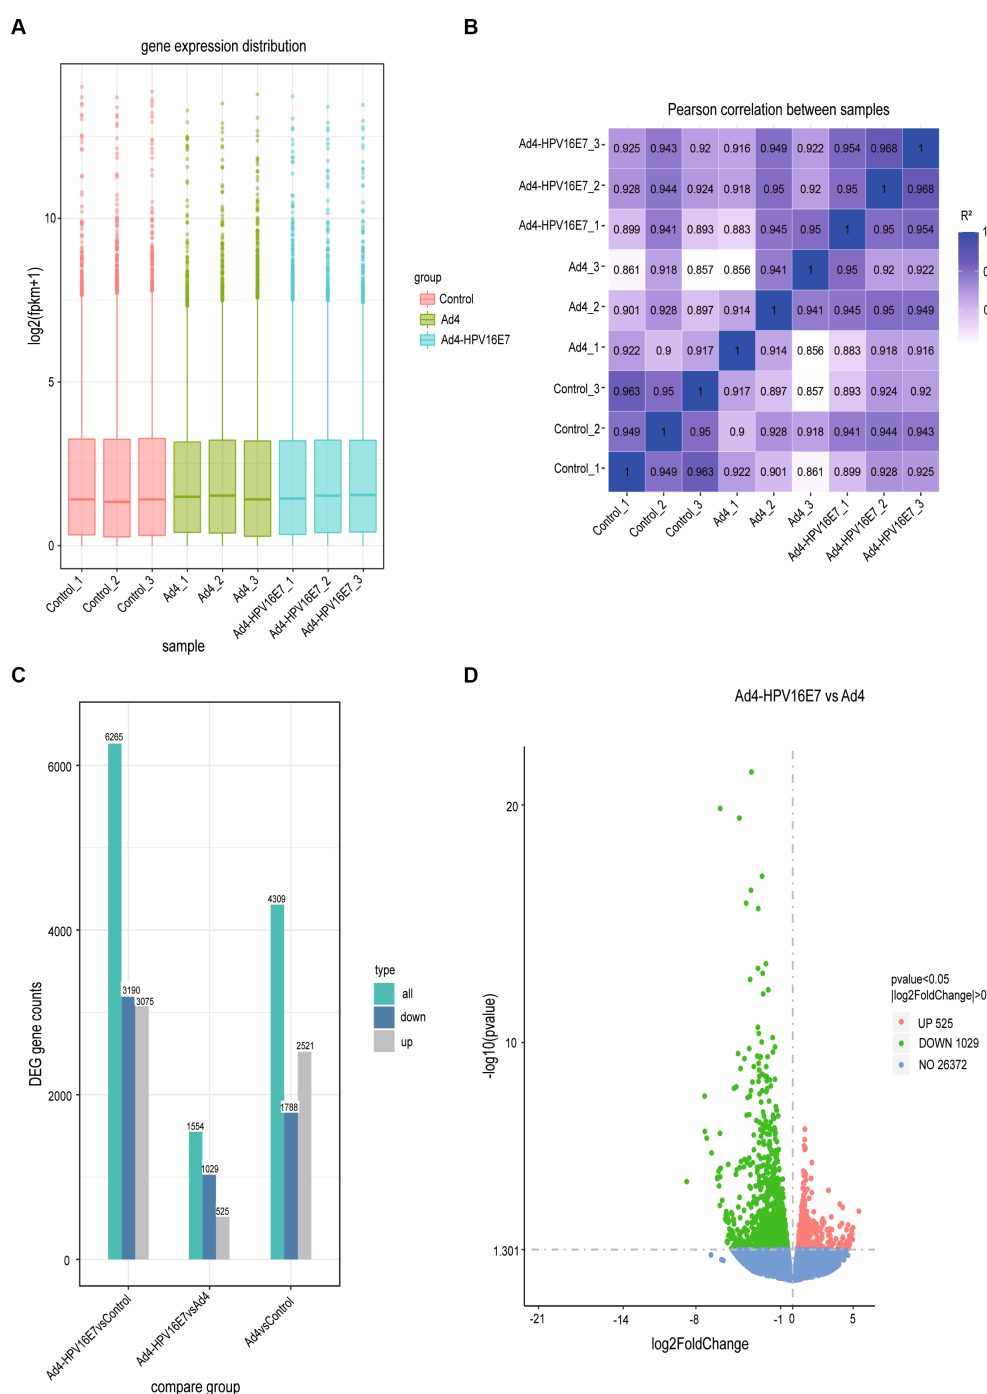 A
gene expression distribution
log2(fpkm+1)
10
5
0
Control_1
Control_2
Control_3
Ad4_1
Ad4_2
Ad4_3
Ad4-HPV16E7_1
Ad4-HPV16E7_2
Ad4-HPV16E7_3
sample
group
Control
Ad4
Ad4-HPV16E7
B
Pearson correlation between samples
Ad4-HPV16E7_3 0.925 0.943 0.92 0.916 0.949 0.922 0.954 0.968 1
Ad4-HPV16E7_2 0.928 0.944 0.924 0.918 0.95 0.92 0.95 1 0.968
Ad4-HPV16E7_1 0.899 0.941 0.893 0.883 0.945 0.95 1 0.95 0.954
Ad4_3 0.861 0.918 0.857 0.856 0.941 1 0.95 0.92 0.922
Ad4_2 0.901 0.928 0.897 0.914 1 0.941 0.945 0.95 0.949
Ad4_1 0.922 0.9 0.917 1 0.914 0.856 0.883 0.918 0.916
Control_3 0.963 0.95 1 0.917 0.897 0.857 0.893 0.924 0.92
Control_2 0.949 1 0.95 0.9 0.928 0.918 0.941 0.944 0.943
Control_1 1 0.949 0.963 0.922 0.901 0.861 0.899 0.928 0.925
Control_1
Control_2
Control_3
Ad4_1
Ad4_2
Ad4_3
Ad4-HPV16E7_1
Ad4-HPV16E7_2
Ad4-HPV16E7_3
R²
1
C
DEG gene counts
6000
4000
2000
0
6265
3190
3075
1554
1029
525
4309
1788
2521
Ad4-HPV16E7vsControl
Ad4-HPV16E7vsAd4
Ad4vsControl
compare group
type
all
down
up
D
Ad4-HPV16E7 vs Ad4
-log10(pvalue)
20
10
1.301
-21 -14 -8 -1 0 5
log2FoldChange
pvalue<0.05
|log2FoldChange|>0
UP 525
DOWN 1029
NO 26372